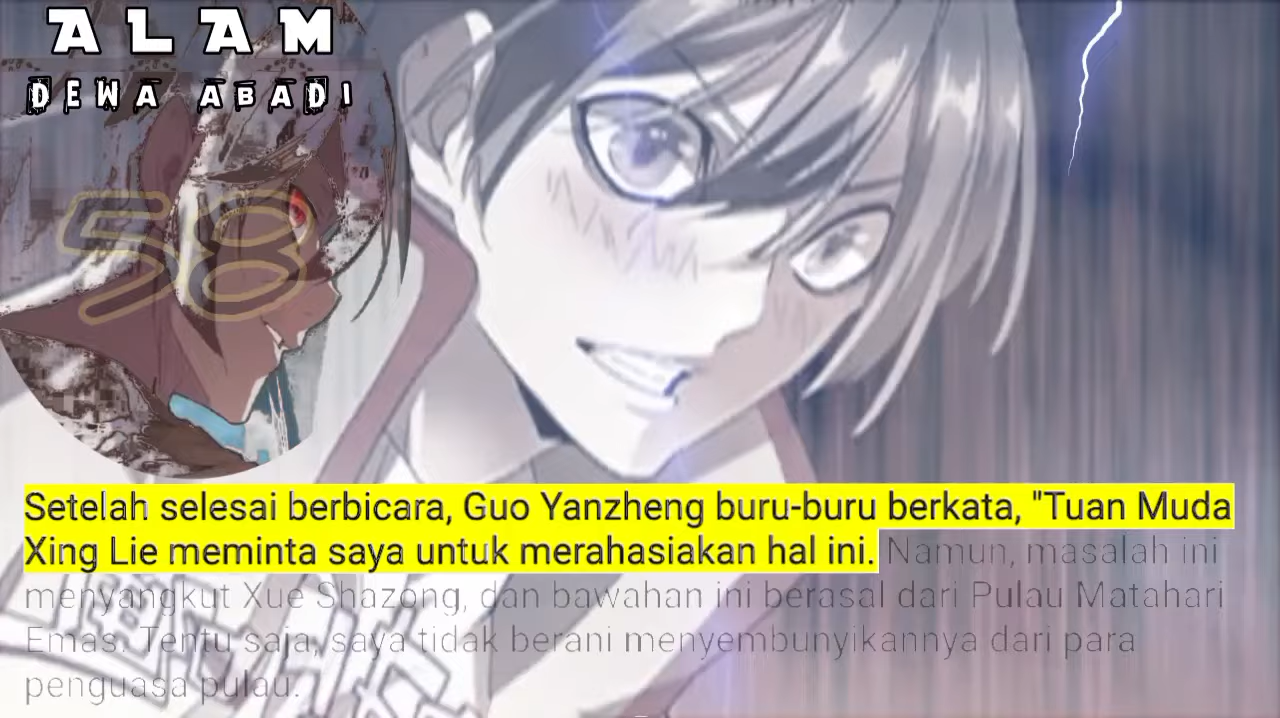 ALAM
DEWA ABADI
58
Setelah selesai berbicara, Guo Yanzheng buru-buru berkata, "Tuan Muda
Xing Lie meminta saya untuk merahasiakan hal ini. Namun, masalah ini
menyangkut Xue Shazong, dan bawahan ini berasal dari Pulau Matahari
Emas. Tentu saja, saya tidak berani menyembunyikannya dari para
penguasa pulau.